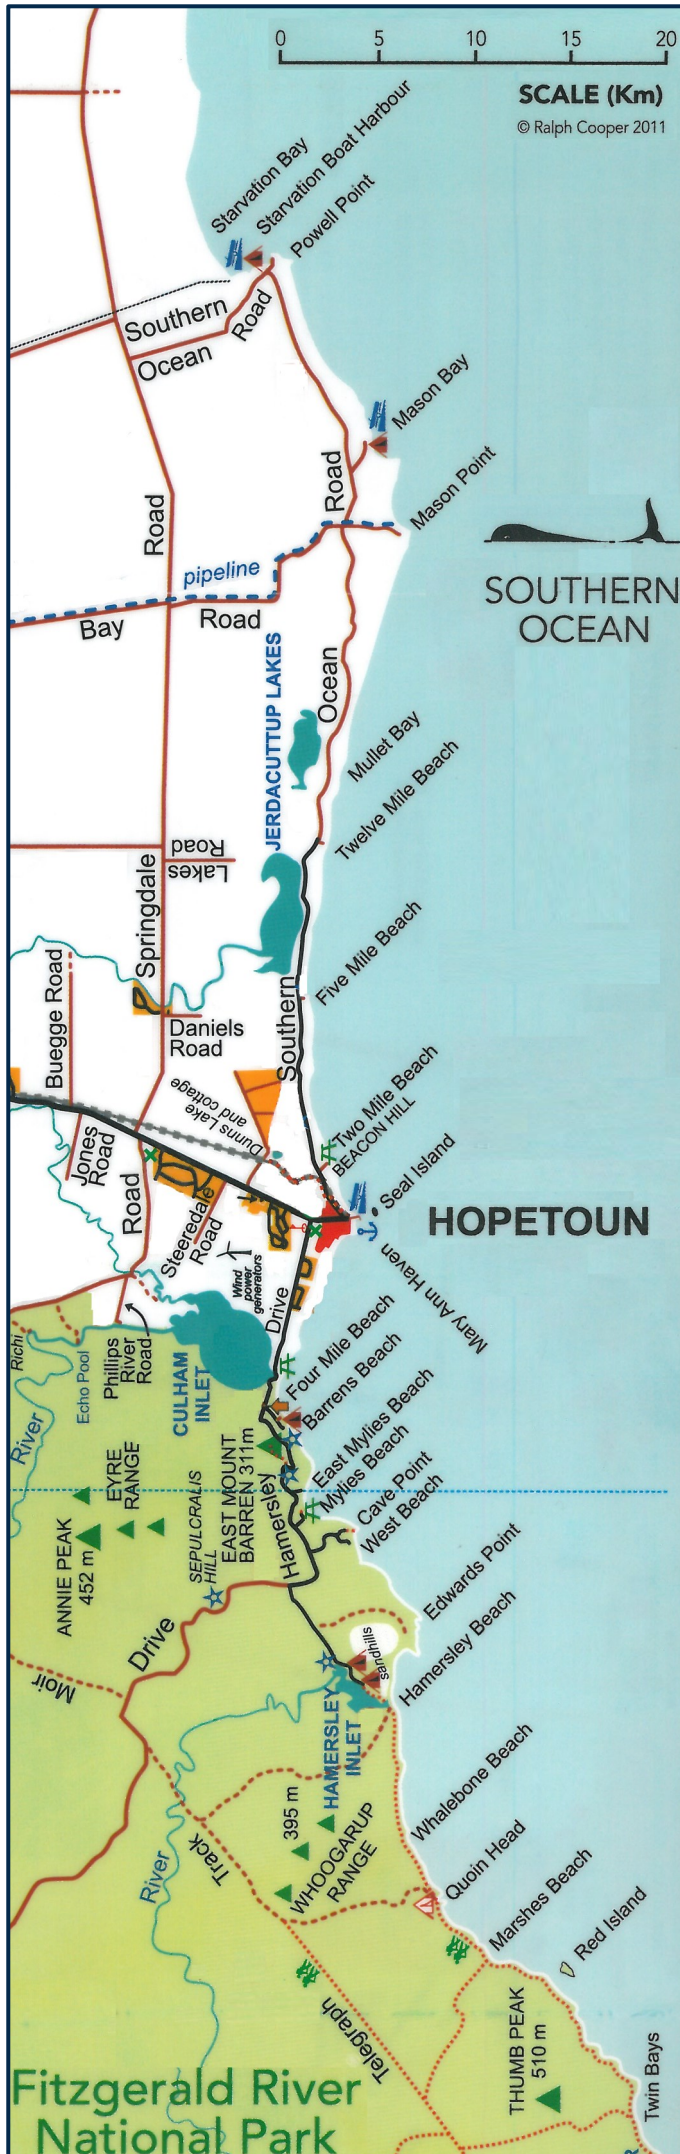 0 5 10 15 20
SCALE (Km)
© Ralph Cooper 2011
Starvation Bay
Starvation Boat Harbour
Powell Point
Southern
Ocean
Road
Mason Bay
Mason Point
Road
Road
pipeline
Bay
Road
SOUTHERN
OCEAN
JERDACUTTUP LAKES
Ocean
Mullet Bay
Twelve Mile Beach
Lakes
Road
Springdale
Five Mile Beach
Buegge Road
Daniels
Road
Southern
Dunns Lake
and cottage
Two Mile Beach
BEACON HILL
Jones
Road
Road
Steeredale
Road
Seal Island
HOPETOUN
Mary Ann Haven
Wind
power
generators
Drive
Richi
River
Echo Pool
Phillips
River
Road
CULHAM
INLET
Four Mile Beach
Barrens Beach
East Mylies Beach
Mylies Beach
Cave Point
West Beach
EYRE
RANGE
ANNIE PEAK
452 m
SEPULCRALIS
HILL
EAST MOUNT
BARREN 311m
Hamersley
Drive
Edwards Point
Hamersley Beach
sandhills
Moir
HAMERSLEY
INLET
395 m
WHOOGARUP
RANGE
Whalebone Beach
Track
River
Quoin Head
Marshes Beach
Red Island
Telegraph
THUMB PEAK
510 m
Twin Bays
Fitzgerald River
National Park